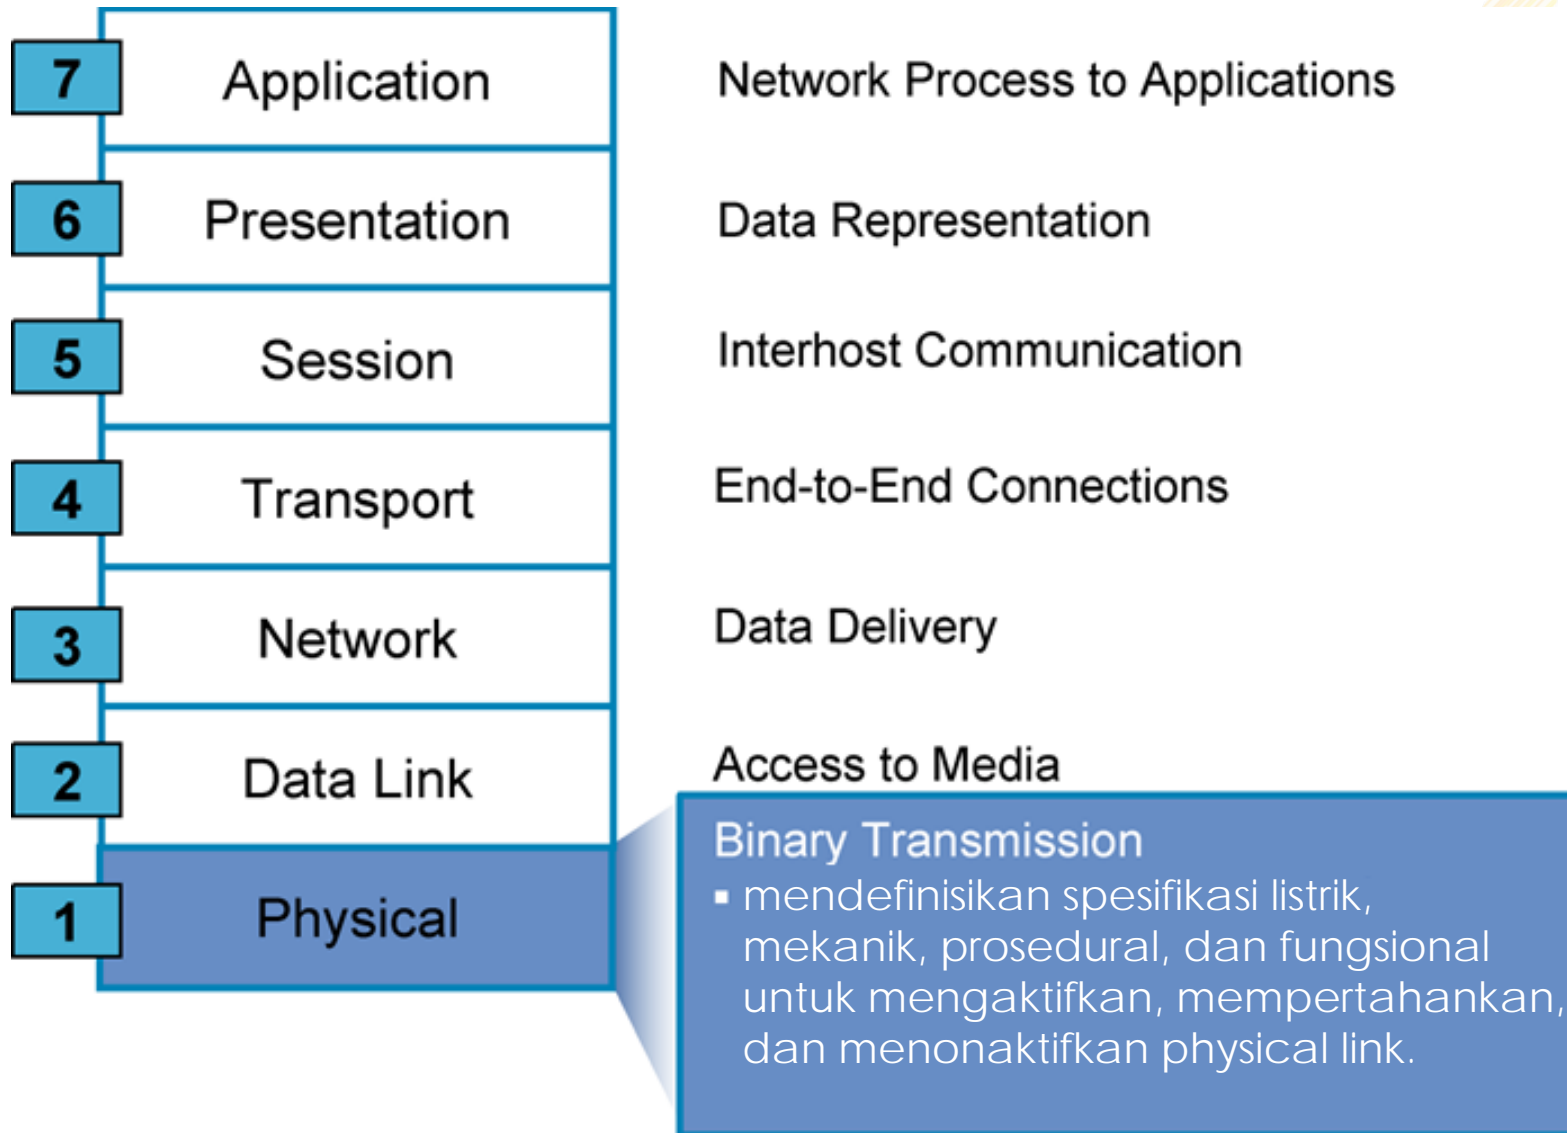 7 Application Network Process to Applications
6 Presentation Data Representation
5 Session Interhost Communication
4 Transport End-to-End Connections
3 Network Data Delivery
2 Data Link Access to Media
1 Physical
Binary Transmission
▪ mendefinisikan spesifikasi listrik,
mekanik, prosedural, dan fungsional
untuk mengaktifkan, mempertahankan,
dan menonaktifkan physical link.